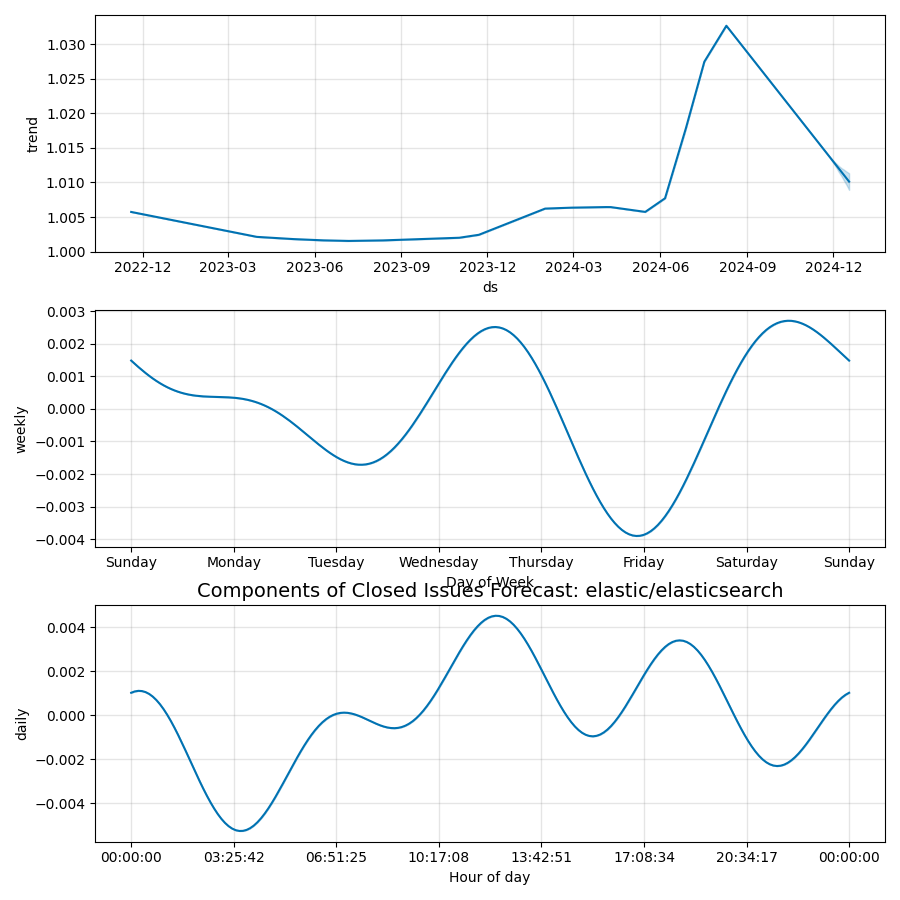 1.030
1.025
1.020
1.015
1.010
1.005
1.000
trend
2022-12 2023-03 2023-06 2023-09 2023-12 2024-03 2024-06 2024-09 2024-12
ds
0.003
0.002
0.001
0.000
−0.001
−0.002
−0.003
−0.004
weekly
Sunday Monday Tuesday Wednesday Thursday Friday Saturday Sunday
Day of Week
Components of Closed Issues Forecast: elastic/elasticsearch
0.004
0.002
0.000
−0.002
−0.004
daily
00:00:00 03:25:42 06:51:25 10:17:08 13:42:51 17:08:34 20:34:17 00:00:00
Hour of day